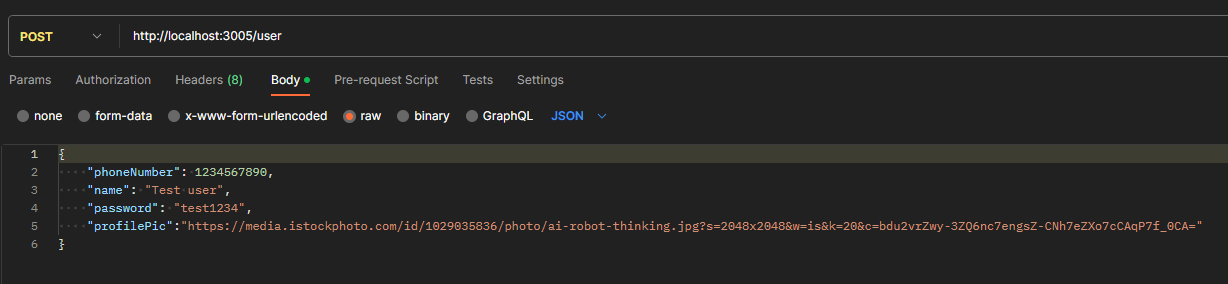 POST http://localhost:3005/user
Params Authorization Headers (8) Body Pre-request Script Tests Settings
none form-data x-www-form-urlencoded raw binary GraphQL JSON
1 {
2 "phoneNumber": 1234567890,
3 "name": "Test user",
4 "password": "test1234",
5 "profilePic":"https://media.istockphoto.com/id/1029035836/photo/ai-robot-thinking.jpg?s=2048x2048&w=is&k=20&c=bdu2vrZwy-3ZQ6nc7engsZ-CNh7eZXo7cCAqP7f_0CA="
6 }